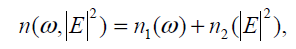 n(ω,|E|²) = n₁(ω) + n₂(|E|²),